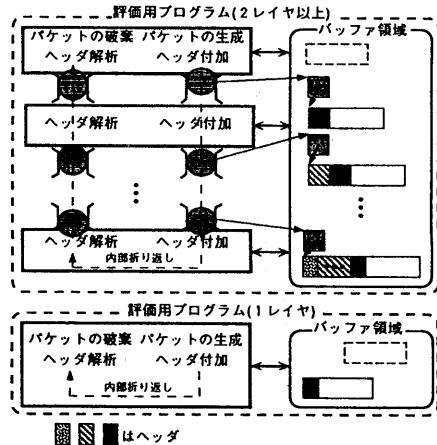 評価用プログラム(2レイヤ以上)
パケットの破棄 パケットの生成
ヘッダ解析 ヘッダ付加
バッファ領域
ヘッダ解析 ヘッダ付加
ヘッダ解析 ヘッダ付加
内部折り返し
評価用プログラム(1レイヤ)
パケットの破棄 パケットの生成
ヘッダ解析 ヘッダ付加
内部折り返し
バッファ領域
はヘッダ